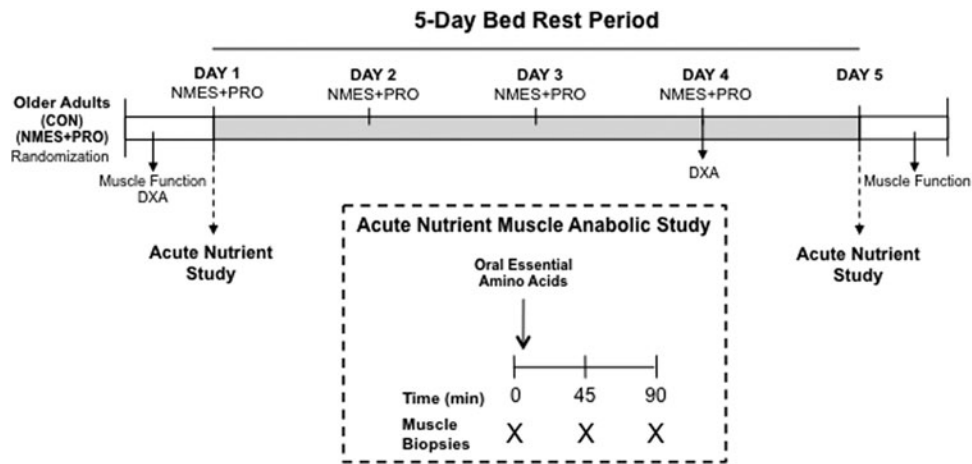 5-Day Bed Rest Period
DAY 1
NMES+PRO
DAY 2
NMES+PRO
DAY 3
NMES+PRO
DAY 4
NMES+PRO
DAY 5
Older Adults
(CON)
(NMES+PRO)
Randomization
Muscle Function
DXA
DXA
Muscle Function
Acute Nutrient
Study
Acute Nutrient
Study
Acute Nutrient Muscle Anabolic Study
Oral Essential
Amino Acids
Time (min) 0 45 90
Muscle
Biopsies X X X